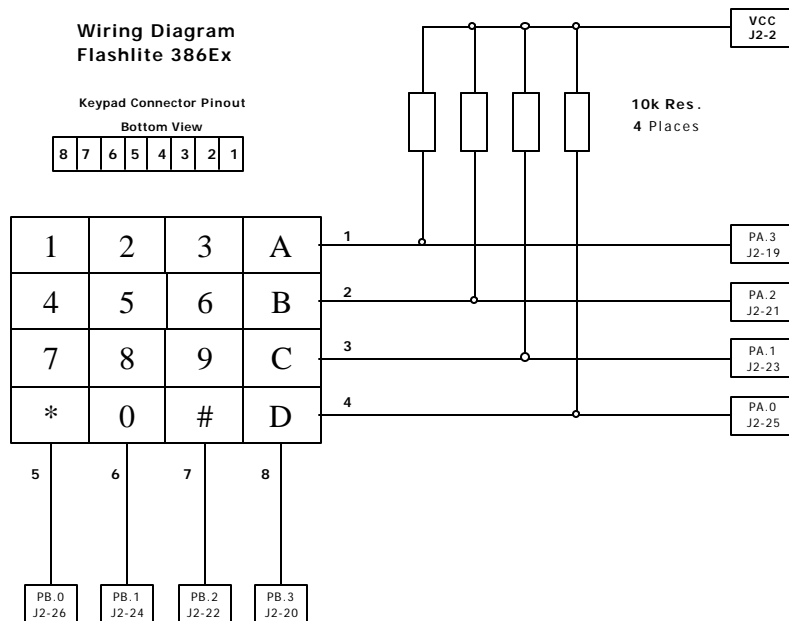 Wiring Diagram
Flashlite 386Ex
VCC
J2-2
Keypad Connector Pinout
Bottom View
8 7 6 5 4 3 2 1
10k Res.
4 Places
1 2 3 A
1
PA.3
J2-19
4 5 6 B
2
PA.2
J2-21
7 8 9 C
3
PA.1
J2-23
* 0 # D
4
PA.0
J2-25
5 6 7 8
PB.0
J2-26
PB.1
J2-24
PB.2
J2-22
PB.3
J2-20